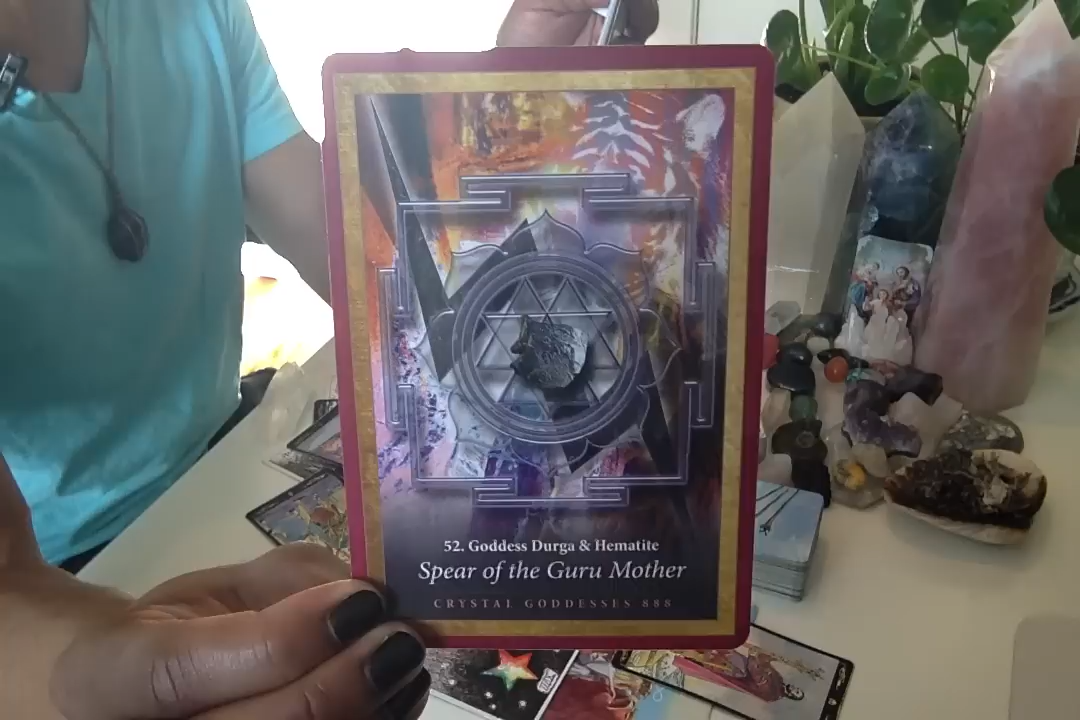 52. Goddess Durga & Hematite
Spear of the Guru Mother
CRYSTAL GODDESSES 888